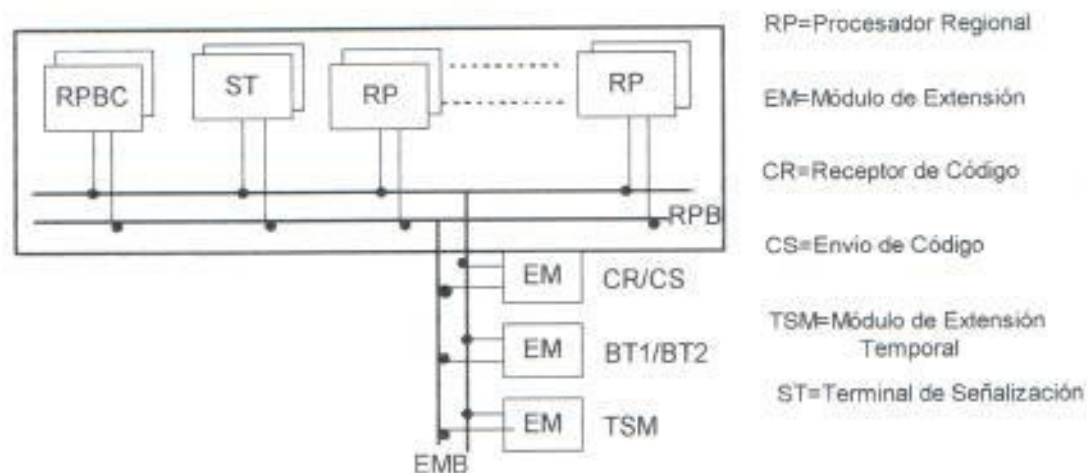 RPBC
ST
RP
RP
RPB
EM CR/CS
EM BT1/BT2
EM TSM
EMB
RP=Procesador Regional
EM=Módulo de Extensión
CR=Receptor de Código
CS=Envio de Código
TSM=Módulo de Extensión
Temporal
ST=Terminal de Señalización